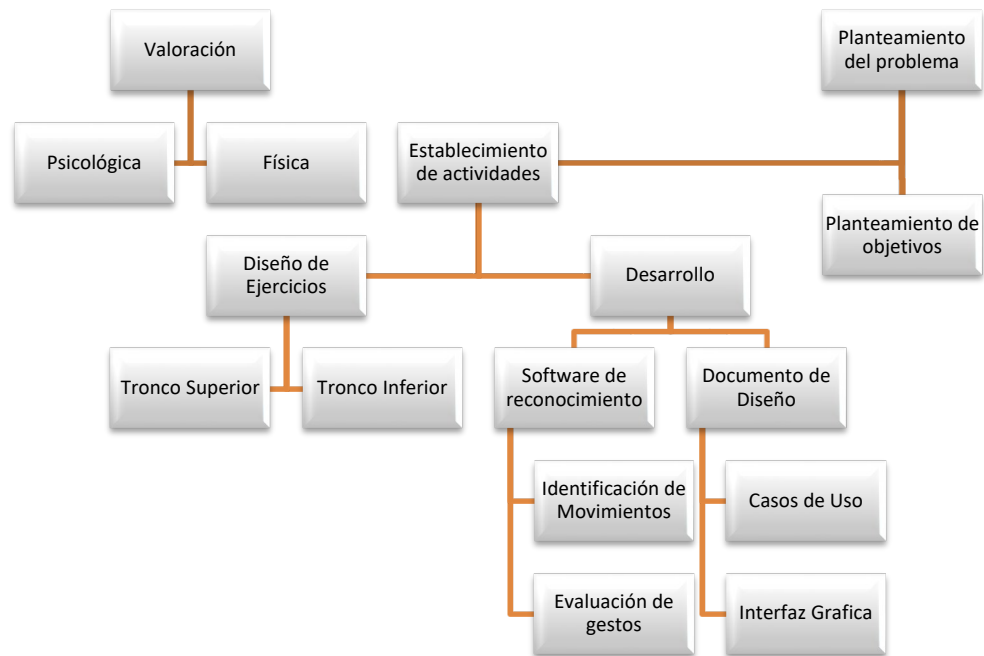 Valoración
Planteamiento
del problema
Psicológica
Física
Establecimiento
de actividades
Planteamiento de
objetivos
Diseño de
Ejercicios
Desarrollo
Tronco Superior
Tronco Inferior
Software de
reconocimiento
Documento de
Diseño
Identificación de
Movimientos
Casos de Uso
Evaluación de
gestos
Interfaz Grafica